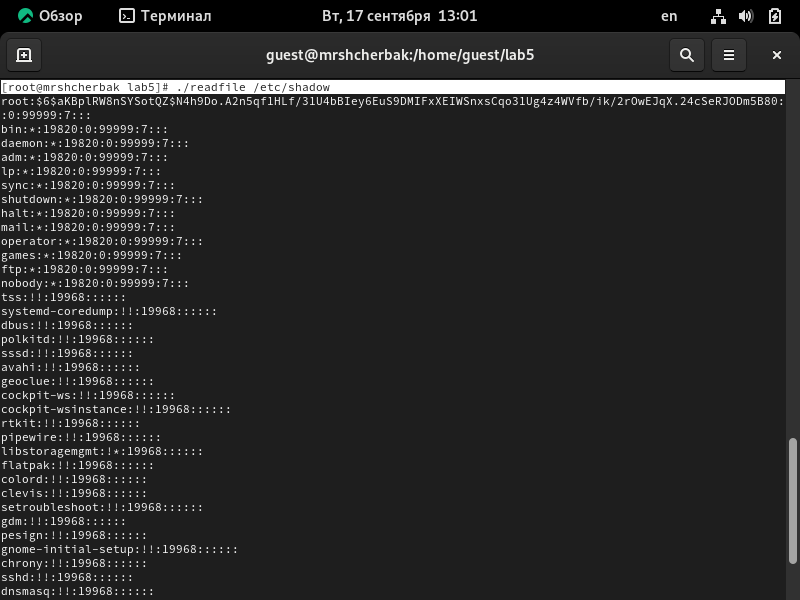 Обзор
Терминал
Вт, 17 сентября 13:01
en
guest@mrshcherbak:/home/guest/lab5
[root@mrshcherbak lab5]# ./readfile /etc/shadow
root:$6$aKBplRW8nSYSotQZ$N4h9Do.A2n5qf1HLf/31U4bBIey6EuS9DMIFxXEIWSnxsCqo31Ug4z4WVfb/ik/2rOwEJqX.24cSeRJODm5B80:
:0:99999:7:::
bin:*:19820:0:99999:7:::
daemon:*:19820:0:99999:7:::
adm:*:19820:0:99999:7:::
lp:*:19820:0:99999:7:::
sync:*:19820:0:99999:7:::
shutdown:*:19820:0:99999:7:::
halt:*:19820:0:99999:7:::
mail:*:19820:0:99999:7:::
operator:*:19820:0:99999:7:::
games:*:19820:0:99999:7:::
ftp:*:19820:0:99999:7:::
nobody:*:19820:0:99999:7:::
tss:!!:19968::::::
systemd-coredump:!!:19968::::::
dbus:!!:19968::::::
polkitd:!!:19968::::::
sssd:!!:19968::::::
avahi:!!:19968::::::
geoclue:!!:19968::::::
cockpit-ws:!!:19968::::::
cockpit-wsinstance:!!:19968::::::
rtkit:!!:19968::::::
pipewire:!!:19968::::::
libstoragemgmt:!*:19968::::::
flatpak:!!:19968::::::
colord:!!:19968::::::
clevis:!!:19968::::::
setroubleshoot:!!:19968::::::
gdm:!!:19968::::::
pesign:!!:19968::::::
gnome-initial-setup:!!:19968::::::
chrony:!!:19968::::::
sshd:!!:19968::::::
dnsmasq:!!:19968::::::